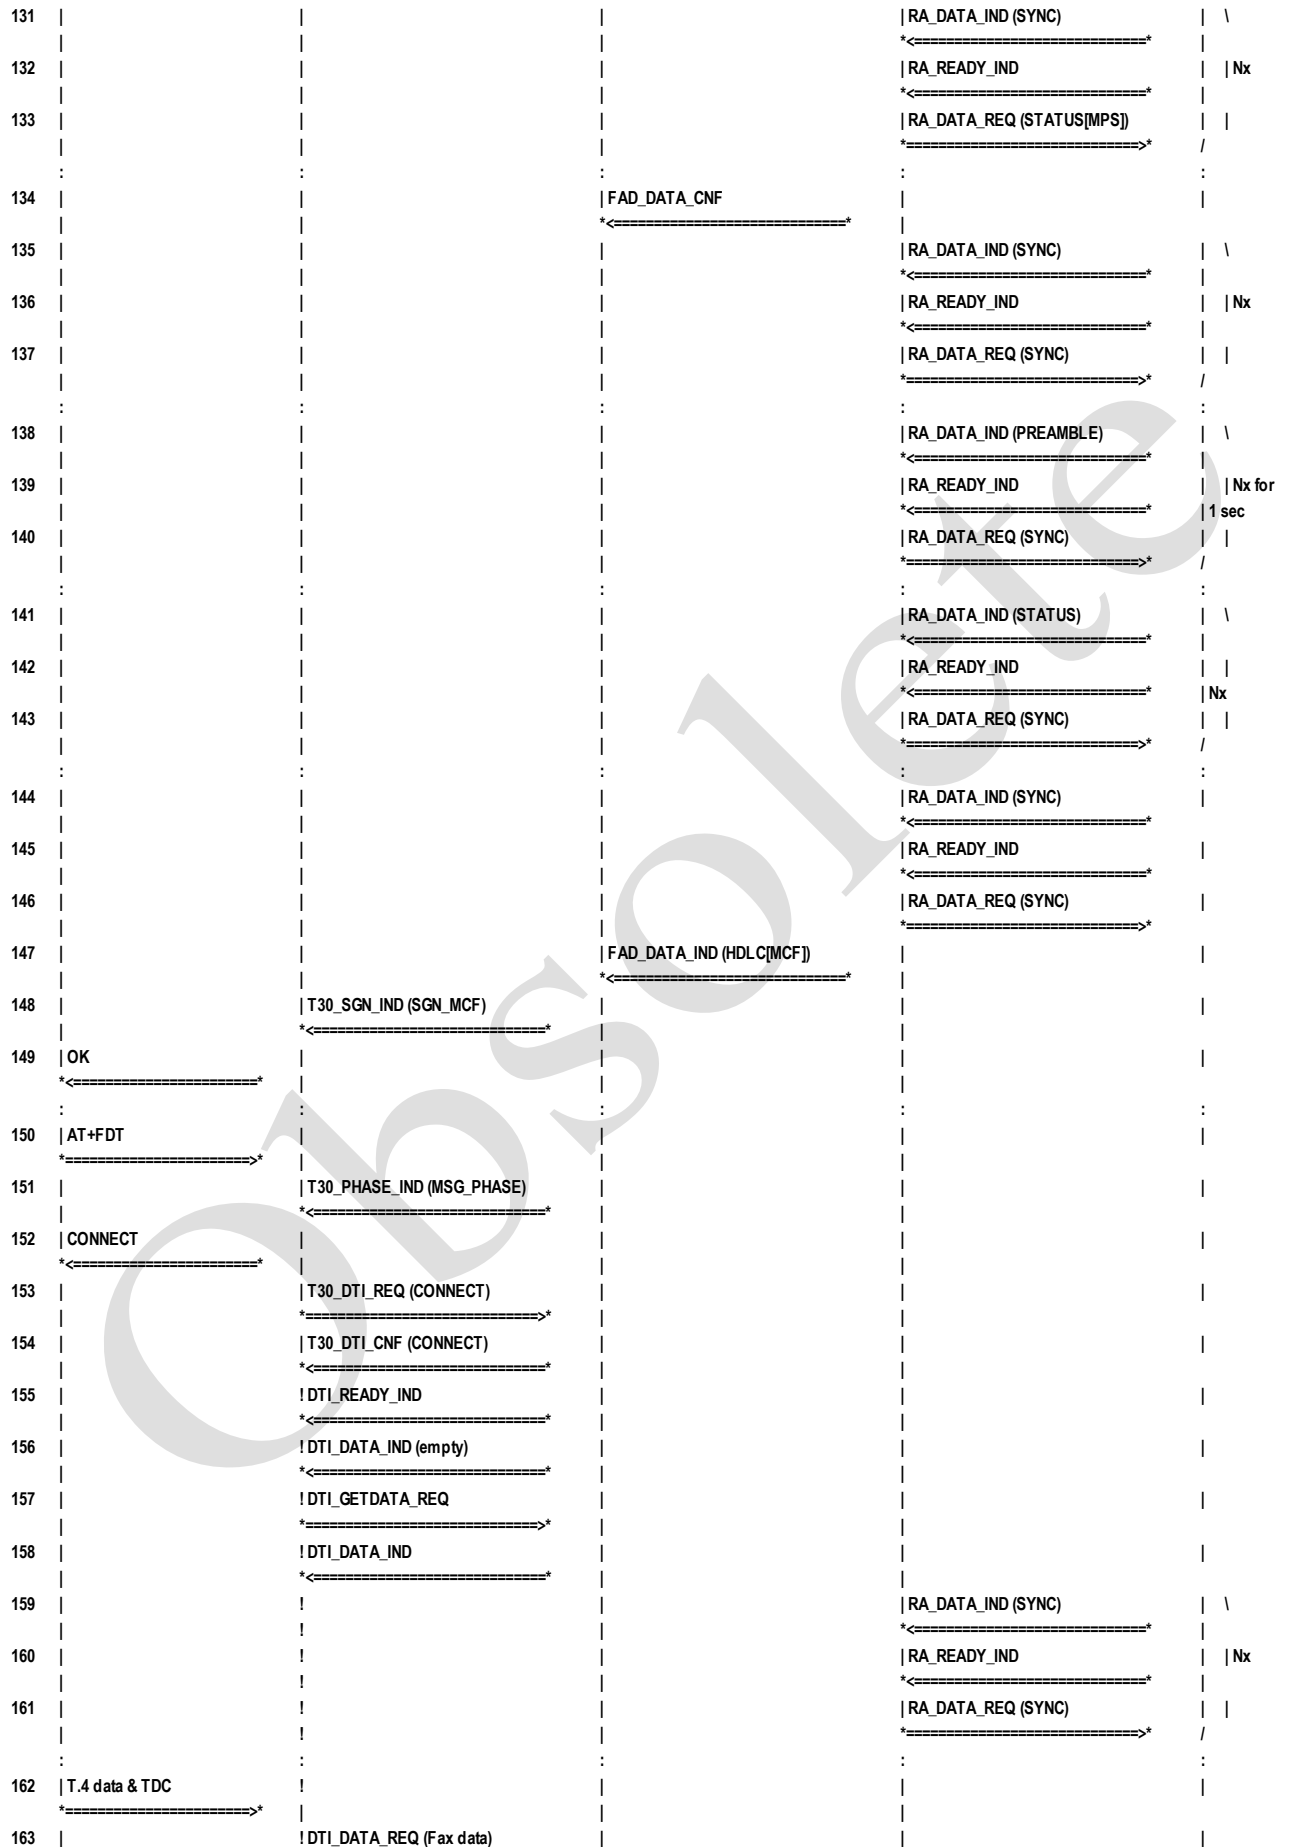 131 | | | | RA_DATA_IND (SYNC) | \
| | | *<=============================* |
132 | | | | RA_READY_IND | | Nx
| | | *<=============================* |
133 | | | | RA_DATA_REQ (STATUS[MPS]) | |
| | | *=============================>* /
: : : : :
134 | | | FAD_DATA_CNF | |
| | *<=============================* |
135 | | | | RA_DATA_IND (SYNC) | \
| | | *<=============================* |
136 | | | | RA_READY_IND | | Nx
| | | *<=============================* |
137 | | | | RA_DATA_REQ (SYNC) | |
| | | *=============================>* /
: : : : :
138 | | | | RA_DATA_IND (PREAMBLE) | \
| | | *<=============================* |
139 | | | | RA_READY_IND | | Nx for
| | | *<=============================* | 1 sec
140 | | | | RA_DATA_REQ (SYNC) | |
| | | *=============================>* /
: : : : :
141 | | | | RA_DATA_IND (STATUS) | \
| | | *<=============================* |
142 | | | | RA_READY_IND | |
| | | *<=============================* | Nx
143 | | | | RA_DATA_REQ (SYNC) | |
| | | *=============================>* /
: : : : :
144 | | | | RA_DATA_IND (SYNC) |
| | | *<=============================*
145 | | | | RA_READY_IND |
| | | *<=============================*
146 | | | | RA_DATA_REQ (SYNC) |
| | | *=============================>*
147 | | | FAD_DATA_IND (HDLC[MCF]) | |
| | *<=============================* |
148 | | T30_SGN_IND (SGN_MCF) | | |
| *<=============================* | |
149 | OK | | | |
*<=======================* | | |
: : : : :
150 | AT+FDT | | | |
*=======================>* | | |
151 | | T30_PHASE_IND (MSG_PHASE) | | |
| *<=============================* | |
152 | CONNECT | | | |
*<=======================* | | |
153 | | T30_DTI_REQ (CONNECT) | | |
| *=============================>* | |
154 | | T30_DTI_CNF (CONNECT) | | |
| *<=============================* | |
155 | ! DTI_READY_IND | | |
| *<=============================* | |
156 | ! DTI_DATA_IND (empty) | | |
| *<=============================* | |
157 | ! DTI_GETDATA_REQ | | |
| *=============================>* | |
158 | ! DTI_DATA_IND | | |
| *<=============================* | |
159 | ! | | RA_DATA_IND (SYNC) | \
| ! | *<=============================* |
160 | ! | | RA_READY_IND | | Nx
| ! | *<=============================* |
161 | ! | | RA_DATA_REQ (SYNC) | |
| ! | *=============================>* /
: : : : :
162 | T.4 data & TDC ! | | |
*=======================>* | | |
163 | ! DTI_DATA_REQ (Fax data) | | |
Obsolete